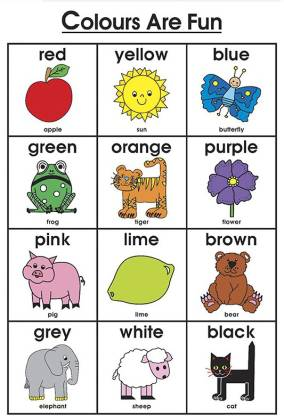 Colours Are Fun
red yellow blue
apple sun butterfly
green orange purple
frog tiger flower
pink lime brown
pig lime bear
grey white black
elephant sheep cat